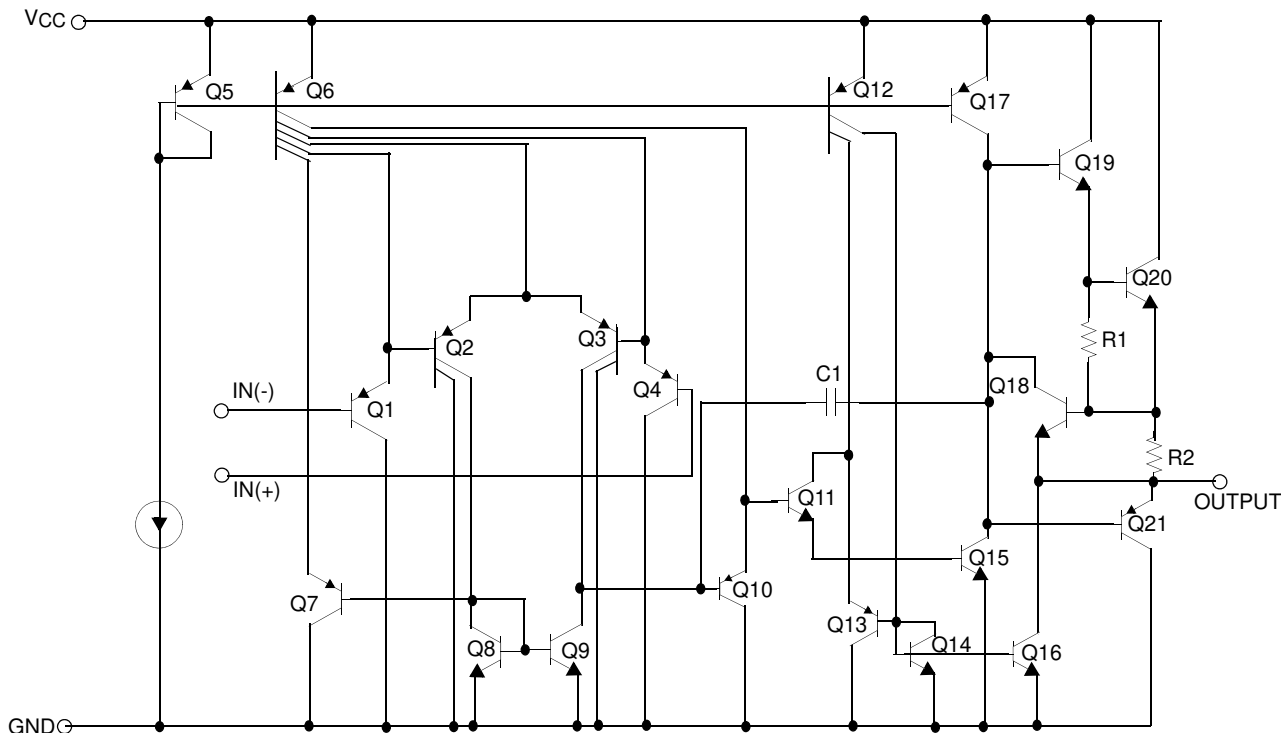 VCC
Q5
Q6
Q12
Q17
Q19
Q20
Q2
Q3
R1
C1
Q18
IN(-)
Q1
Q4
R2
IN(+)
Q11
OUTPUT
Q21
Q15
Q7
Q10
Q8
Q9
Q13
Q14
Q16
GND